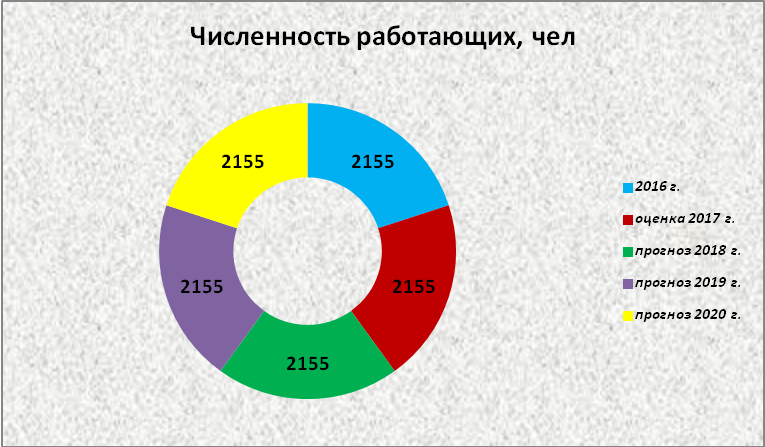 Численность работающих, чел
2155
2155
2155
2155
2155
2016 г.
оценка 2017 г.
прогноз 2018 г.
прогноз 2019 г.
прогноз 2020 г.